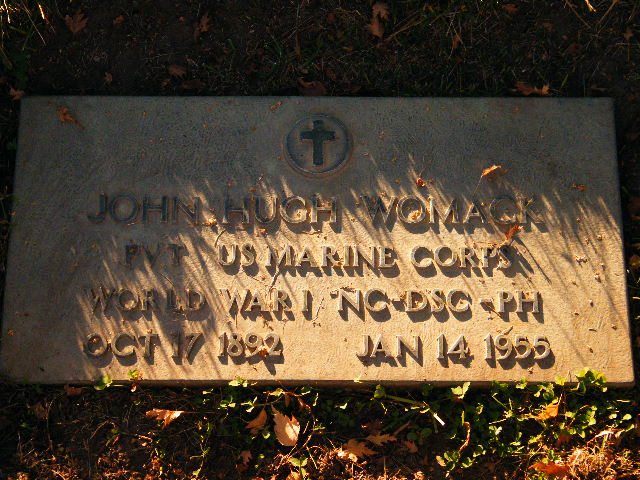 JOHN HUGH WOMACK
PVT US MARINE CORPS
WORLD WAR I NC-DSC-PH
OCT 17 1892 JAN 14 1955